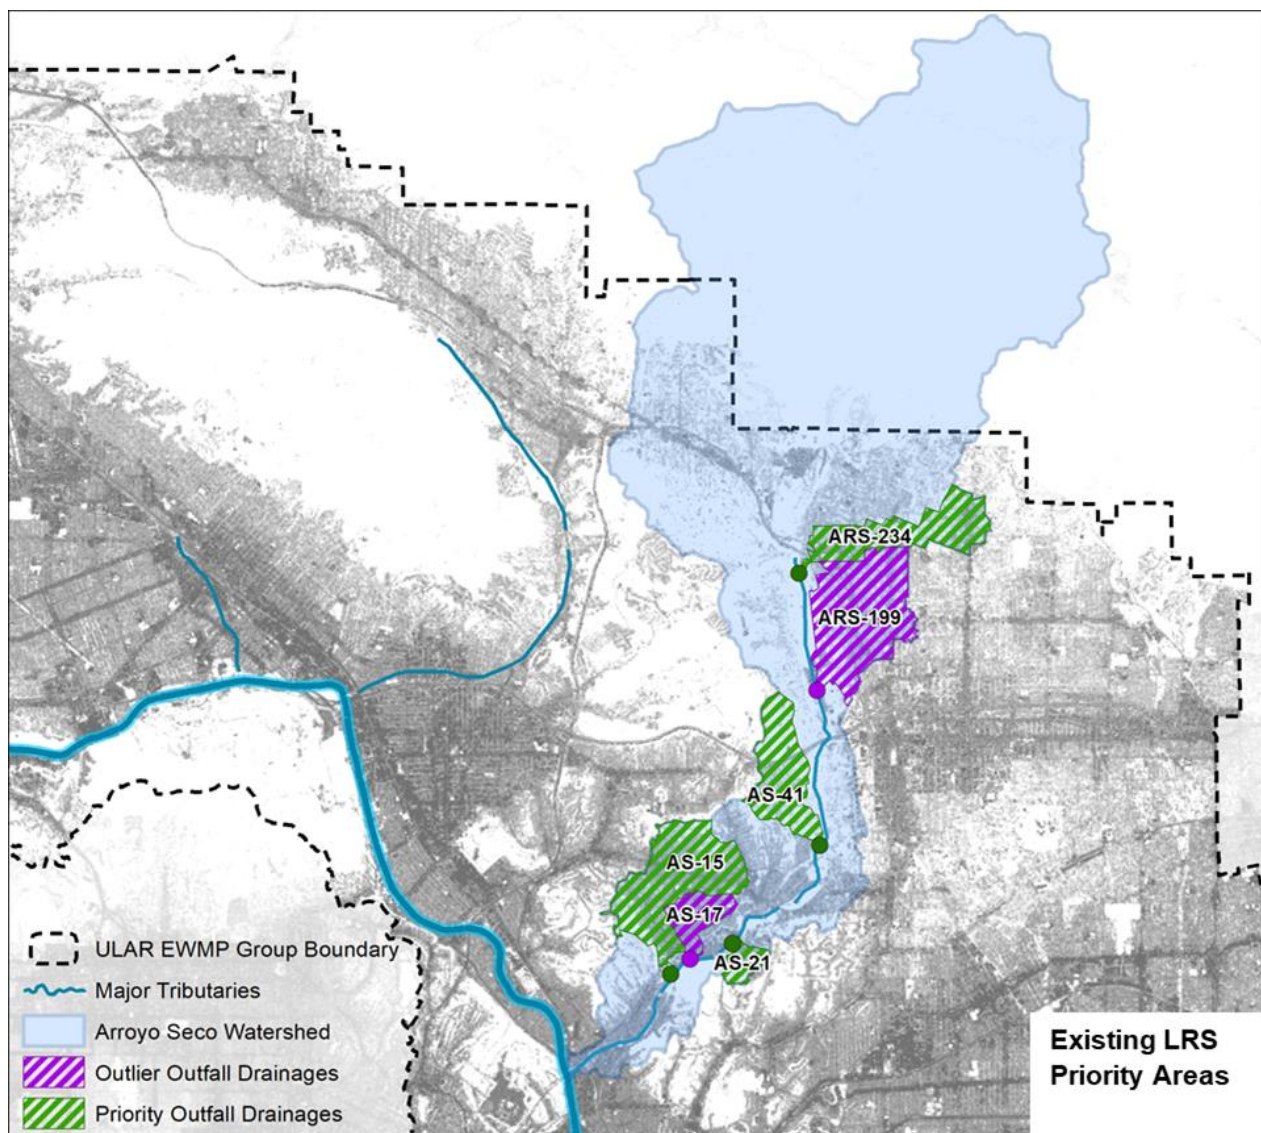 ARS-234
ARS-199
AS-41
AS-15
AS-17
AS-21
ULAR EWMP Group Boundary
Major Tributaries
Arroyo Seco Watershed
Outlier Outfall Drainages
Priority Outfall Drainages
Existing LRS
Priority Areas